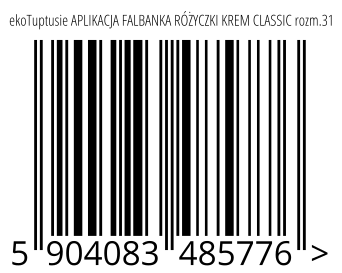 ekoTuptusie APLIKACJA FALBANKA RÓŻYCZKI KREM CLASSIC rozm.31
5 904083 485776 >